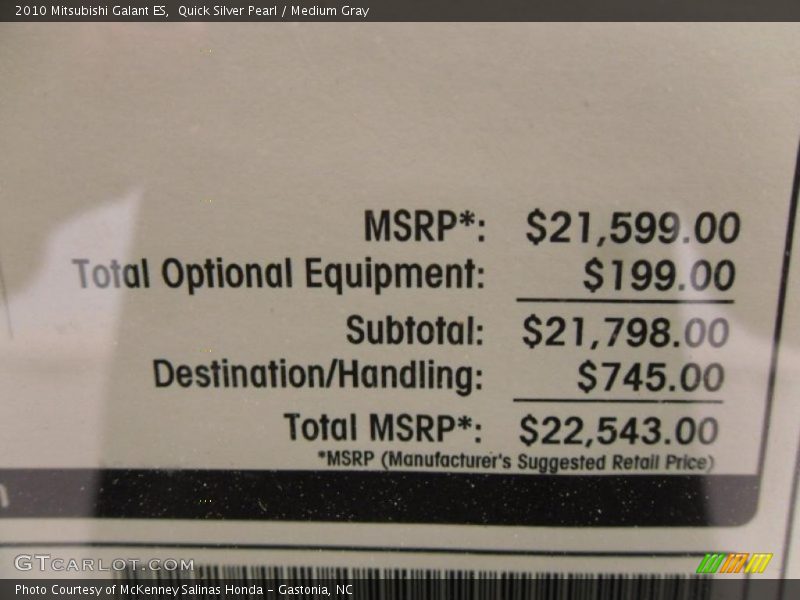 2010 Mitsubishi Galant ES, Quick Silver Pearl / Medium Gray
MSRP*: $21,599.00
Total Optional Equipment: $199.00
Subtotal: $21,798.00
Destination/Handling: $745.00
Total MSRP*: $22,543.00
*MSRP (Manufacturer's Suggested Retail Price)
GTCARLOT.COM
Photo Courtesy of McKenney Salinas Honda - Gastonia, NC